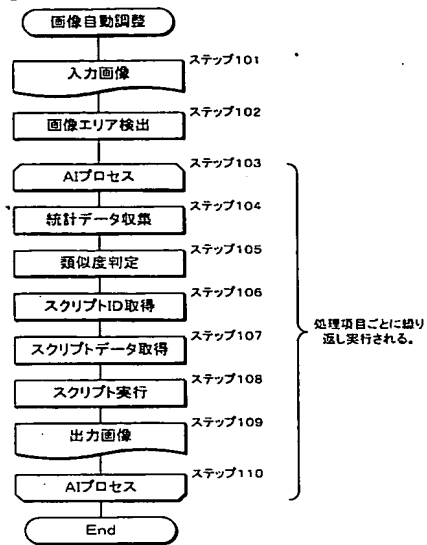 画像自動調整
ステップ101
入力画像
ステップ102
画像エリア検出
ステップ103
AIプロセス
ステップ104
統計データ収集
ステップ105
類似度判定
ステップ106
スクリプトID取得
ステップ107
スクリプトデータ取得
ステップ108
スクリプト実行
ステップ109
出力画像
ステップ110
AIプロセス
End
処理項目ごとに繰り
返し実行される。